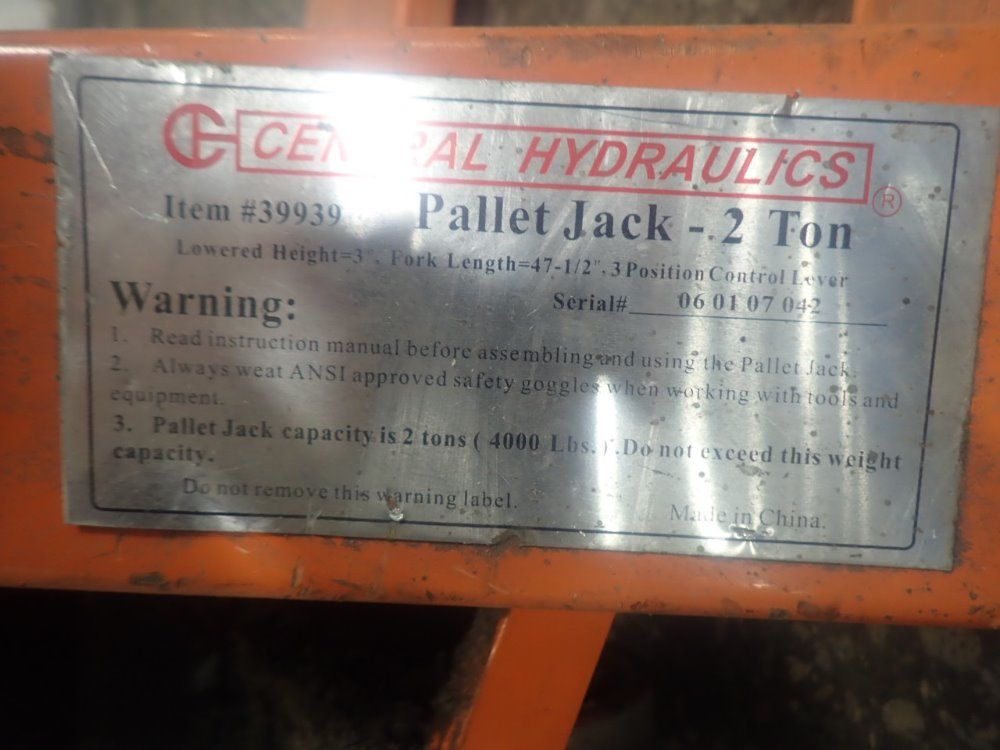 CH CENTRAL HYDRAULICS ®
Item #39939 Pallet Jack - 2 Ton
Lowered Height=3", Fork Length=47-1/2", 3 Position Control Lever
Serial# 06 01 07 042
Warning:
1. Read instruction manual before assembling and using the Pallet Jack.
2. Always weat ANSI approved safety goggles when working with tools and
equipment.
3. Pallet Jack capacity is 2 tons ( 4000 Lbs.).Do not exceed this weight
capacity.
Do not remove this warning label.
Made in China.